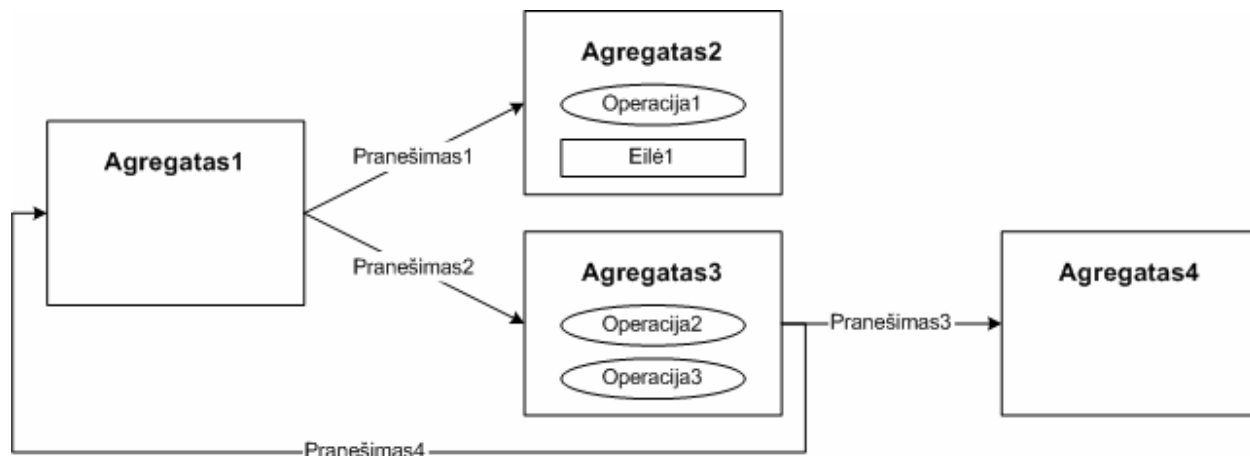 Agregatas2
Operacija1
Eilė1
Agregatas1
Pranešimas1
Pranešimas2
Agregatas3
Operacija2
Operacija3
Pranešimas3
Agregatas4
Pranešimas4